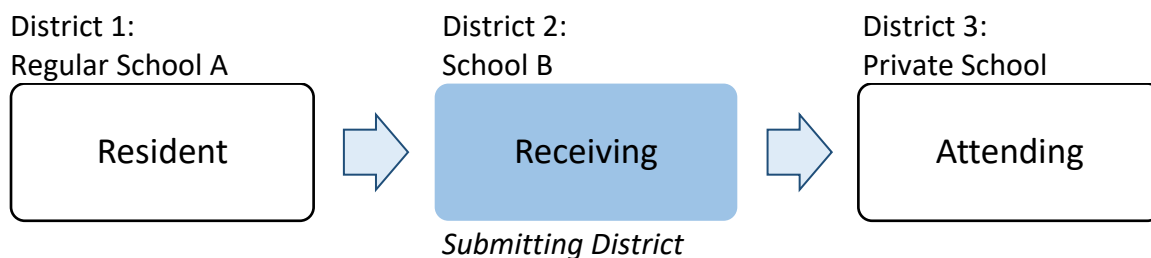 District 1:
Regular School A
Resident
District 2:
School B
Receiving
Submitting District
District 3:
Private School
Attending